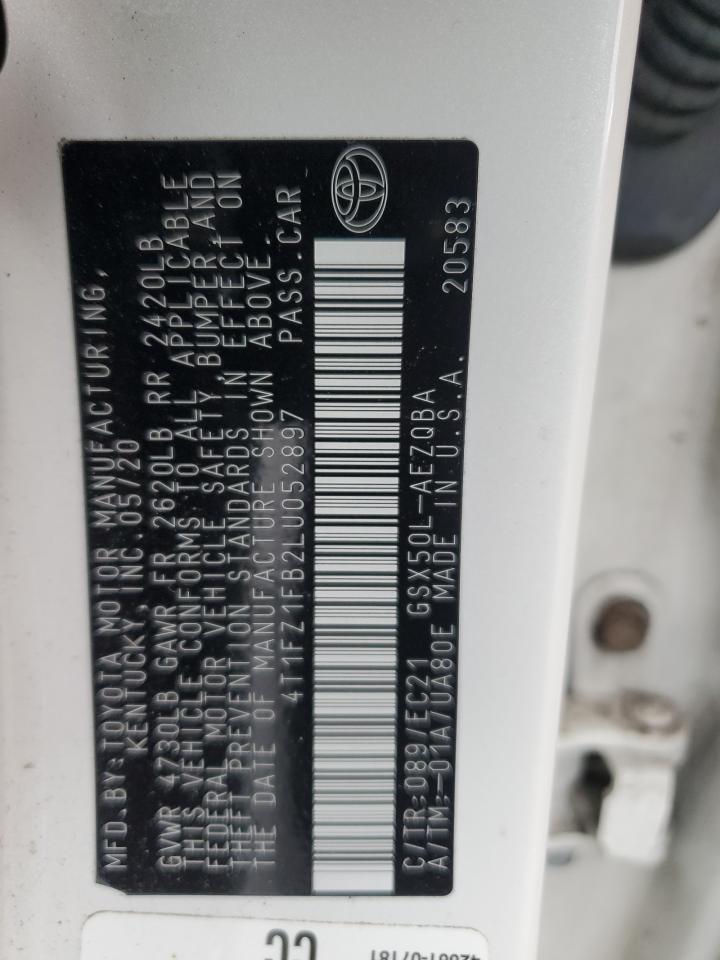 MFD.BY:TOYOTA MOTOR MANUFACTURING,
KENTUCKY, INC.05/20
GVWR 4730LB GAWR FR 2620LB RR 2420LB
THIS VEHICLE CONFORMS TO ALL APPLICABLE
FEDERAL MOTOR VEHICLE SAFETY, BUMPER AND
THEFT PREVENTION STANDARDS IN EFFECT ON
THE DATE OF MANUFACTURE SHOWN ABOVE.
4T1FZ1FB2LU052897 PASS.CAR
C/TR:089/EC21 GSX50L-AEZQBA
A/TM:-01A/UA80E MADE IN U.S.A. 20583